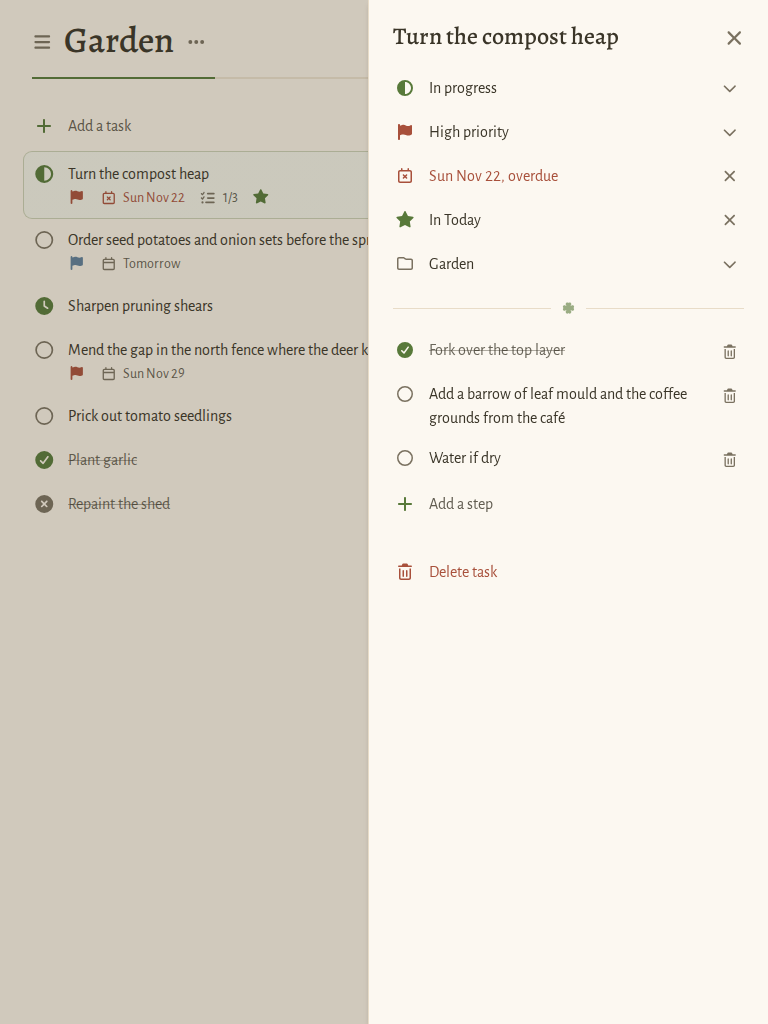 Garden
Add a task
Turn the compost heap
Sun Nov 22 1/3
Order seed potatoes and onion sets before the
Tomorrow
Sharpen pruning shears
Mend the gap in the north fence where the deer
Sun Nov 29
Prick out tomato seedlings
Plant garlic
Repaint the shed
Turn the compost heap
In progress
High priority
Sun Nov 22, overdue
In Today
Garden
Fork over the top layer
Add a barrow of leaf mould and the coffee
grounds from the café
Water if dry
Add a step
Delete task